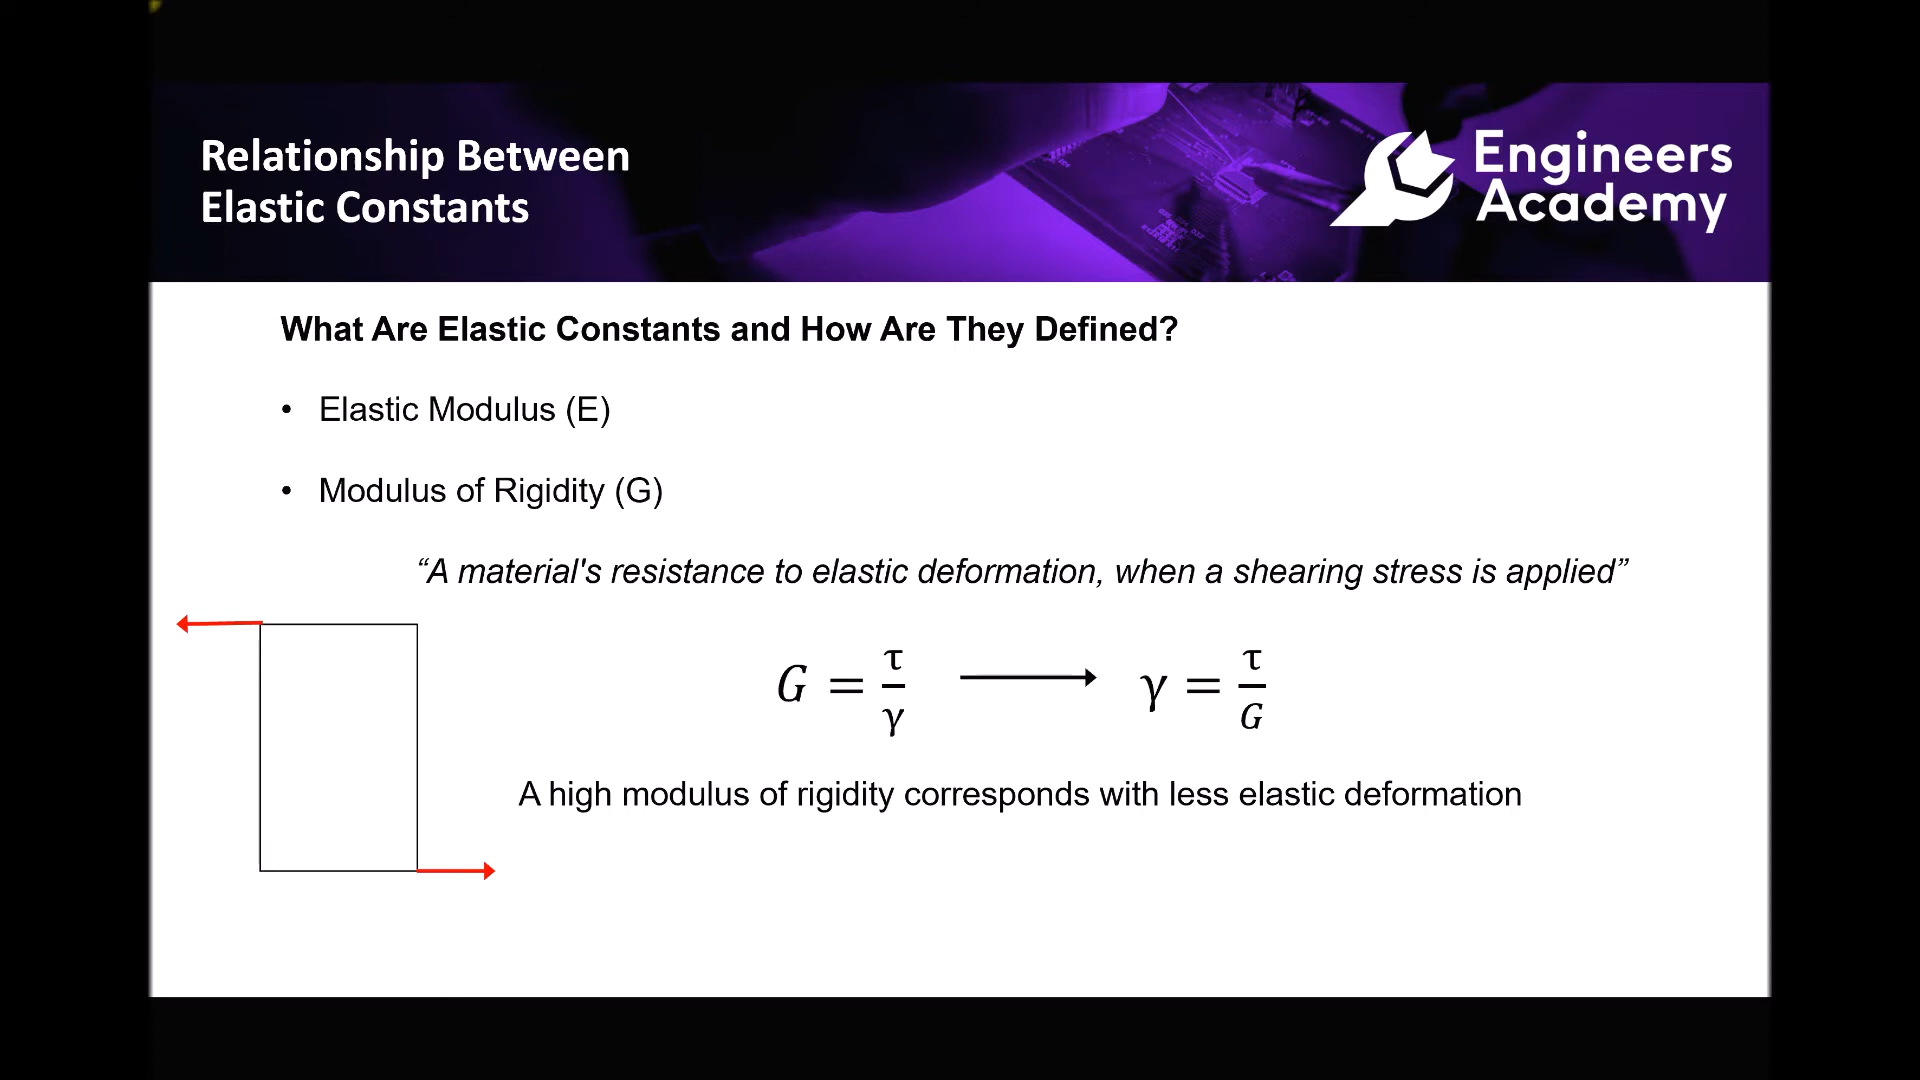 Relationship Between
Elastic Constants
Engineers
Academy
What Are Elastic Constants and How Are They Defined?
• Elastic Modulus (E)
• Modulus of Rigidity (G)
“A material's resistance to elastic deformation, when a shearing stress is applied”
G = τ/γ → γ = τ/G
A high modulus of rigidity corresponds with less elastic deformation